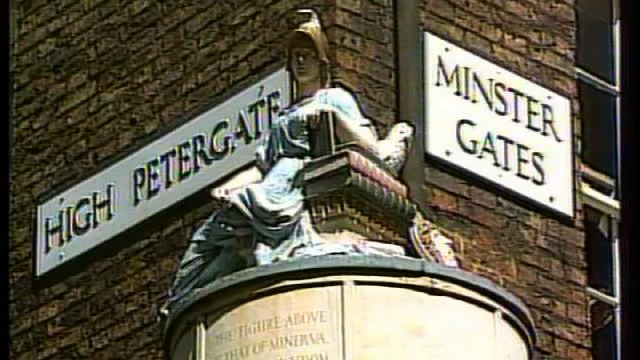 HIGH PETERGATE
MINSTER
GATES
THE FIGURE ABOVE
THAT OF MINERVA,